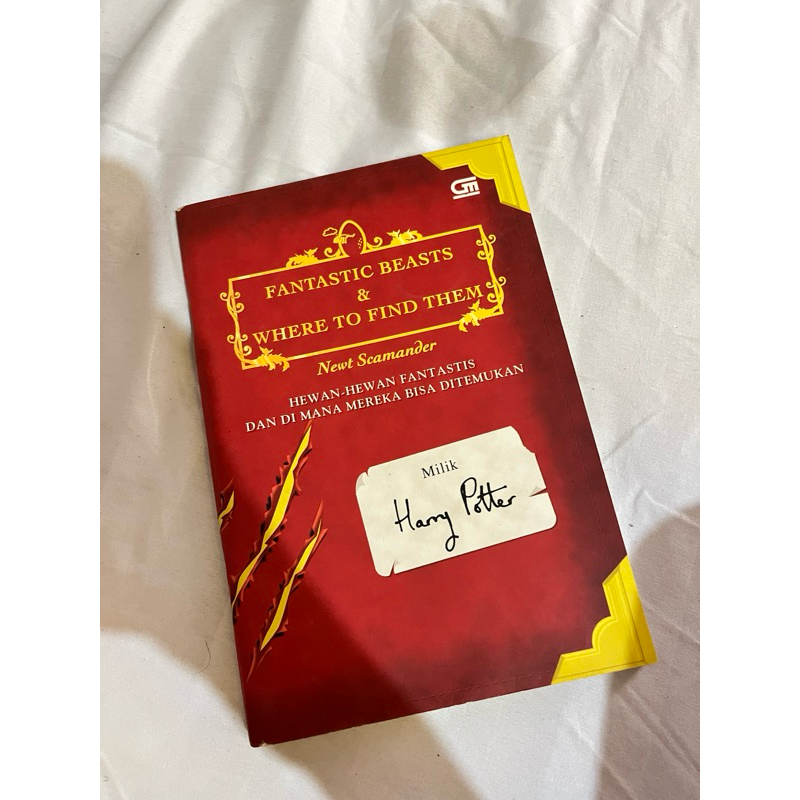 GM
FANTASTIC BEASTS
&
WHERE TO FIND THEM
Newt Scamander
HEWAN-HEWAN FANTASTIS
DAN DI MANA MEREKA BISA DITEMUKAN
Milik
Harry Potter